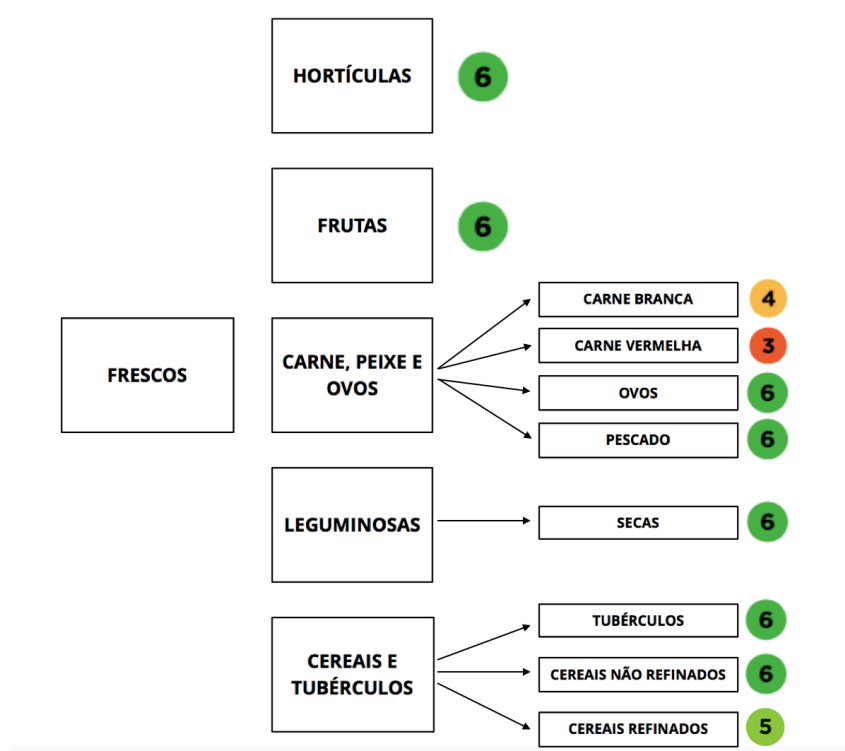 HORTÍCULAS
6
FRUTAS
6
FRESCOS
CARNE, PEIXE E
OVOS
CARNE BRANCA
4
CARNE VERMELHA
3
OVOS
6
PESCADO
6
LEGUMINOSAS
SECAS
6
CEREAIS E
TUBÉRCULOS
TUBÉRCULOS
6
CEREAIS NÃO REFINADOS
6
CEREAIS REFINADOS
5